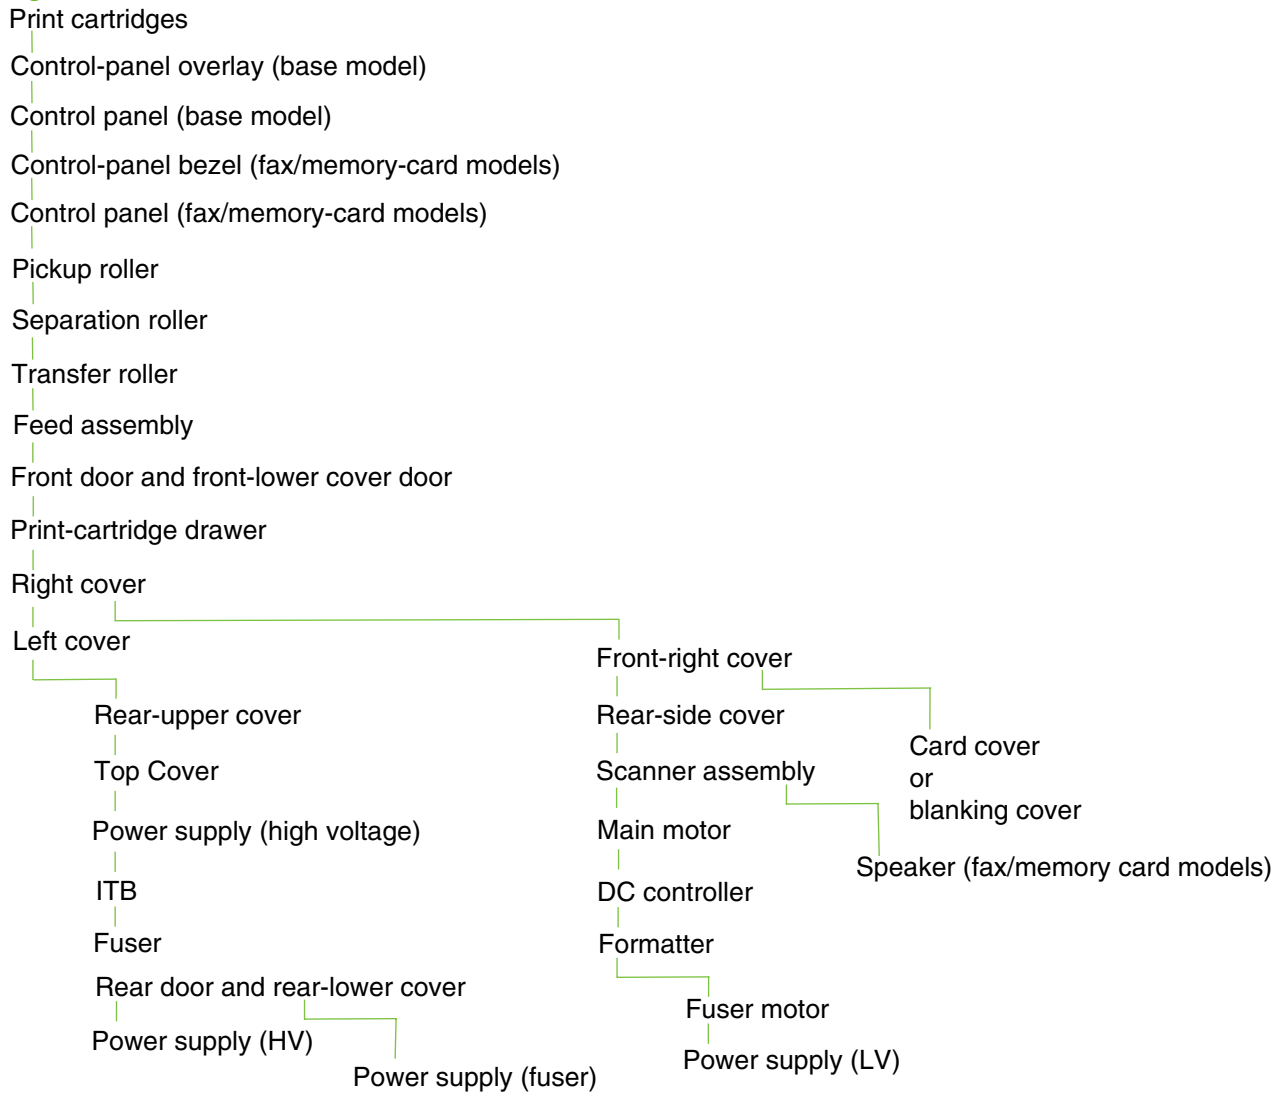 Print cartridges
Control-panel overlay (base model)
Control panel (base model)
Control-panel bezel (fax/memory-card models)
Control panel (fax/memory-card models)
Pickup roller
Separation roller
Transfer roller
Feed assembly
Front door and front-lower cover door
Print-cartridge drawer
Right cover
Left cover
Rear-upper cover
Top Cover
Power supply (high voltage)
ITB
Fuser
Rear door and rear-lower cover
Power supply (HV)
Power supply (fuser)
Front-right cover
Rear-side cover
Scanner assembly
Main motor
DC controller
Formatter
Fuser motor
Power supply (LV)
Card cover
or
blanking cover
Speaker (fax/memory card models)